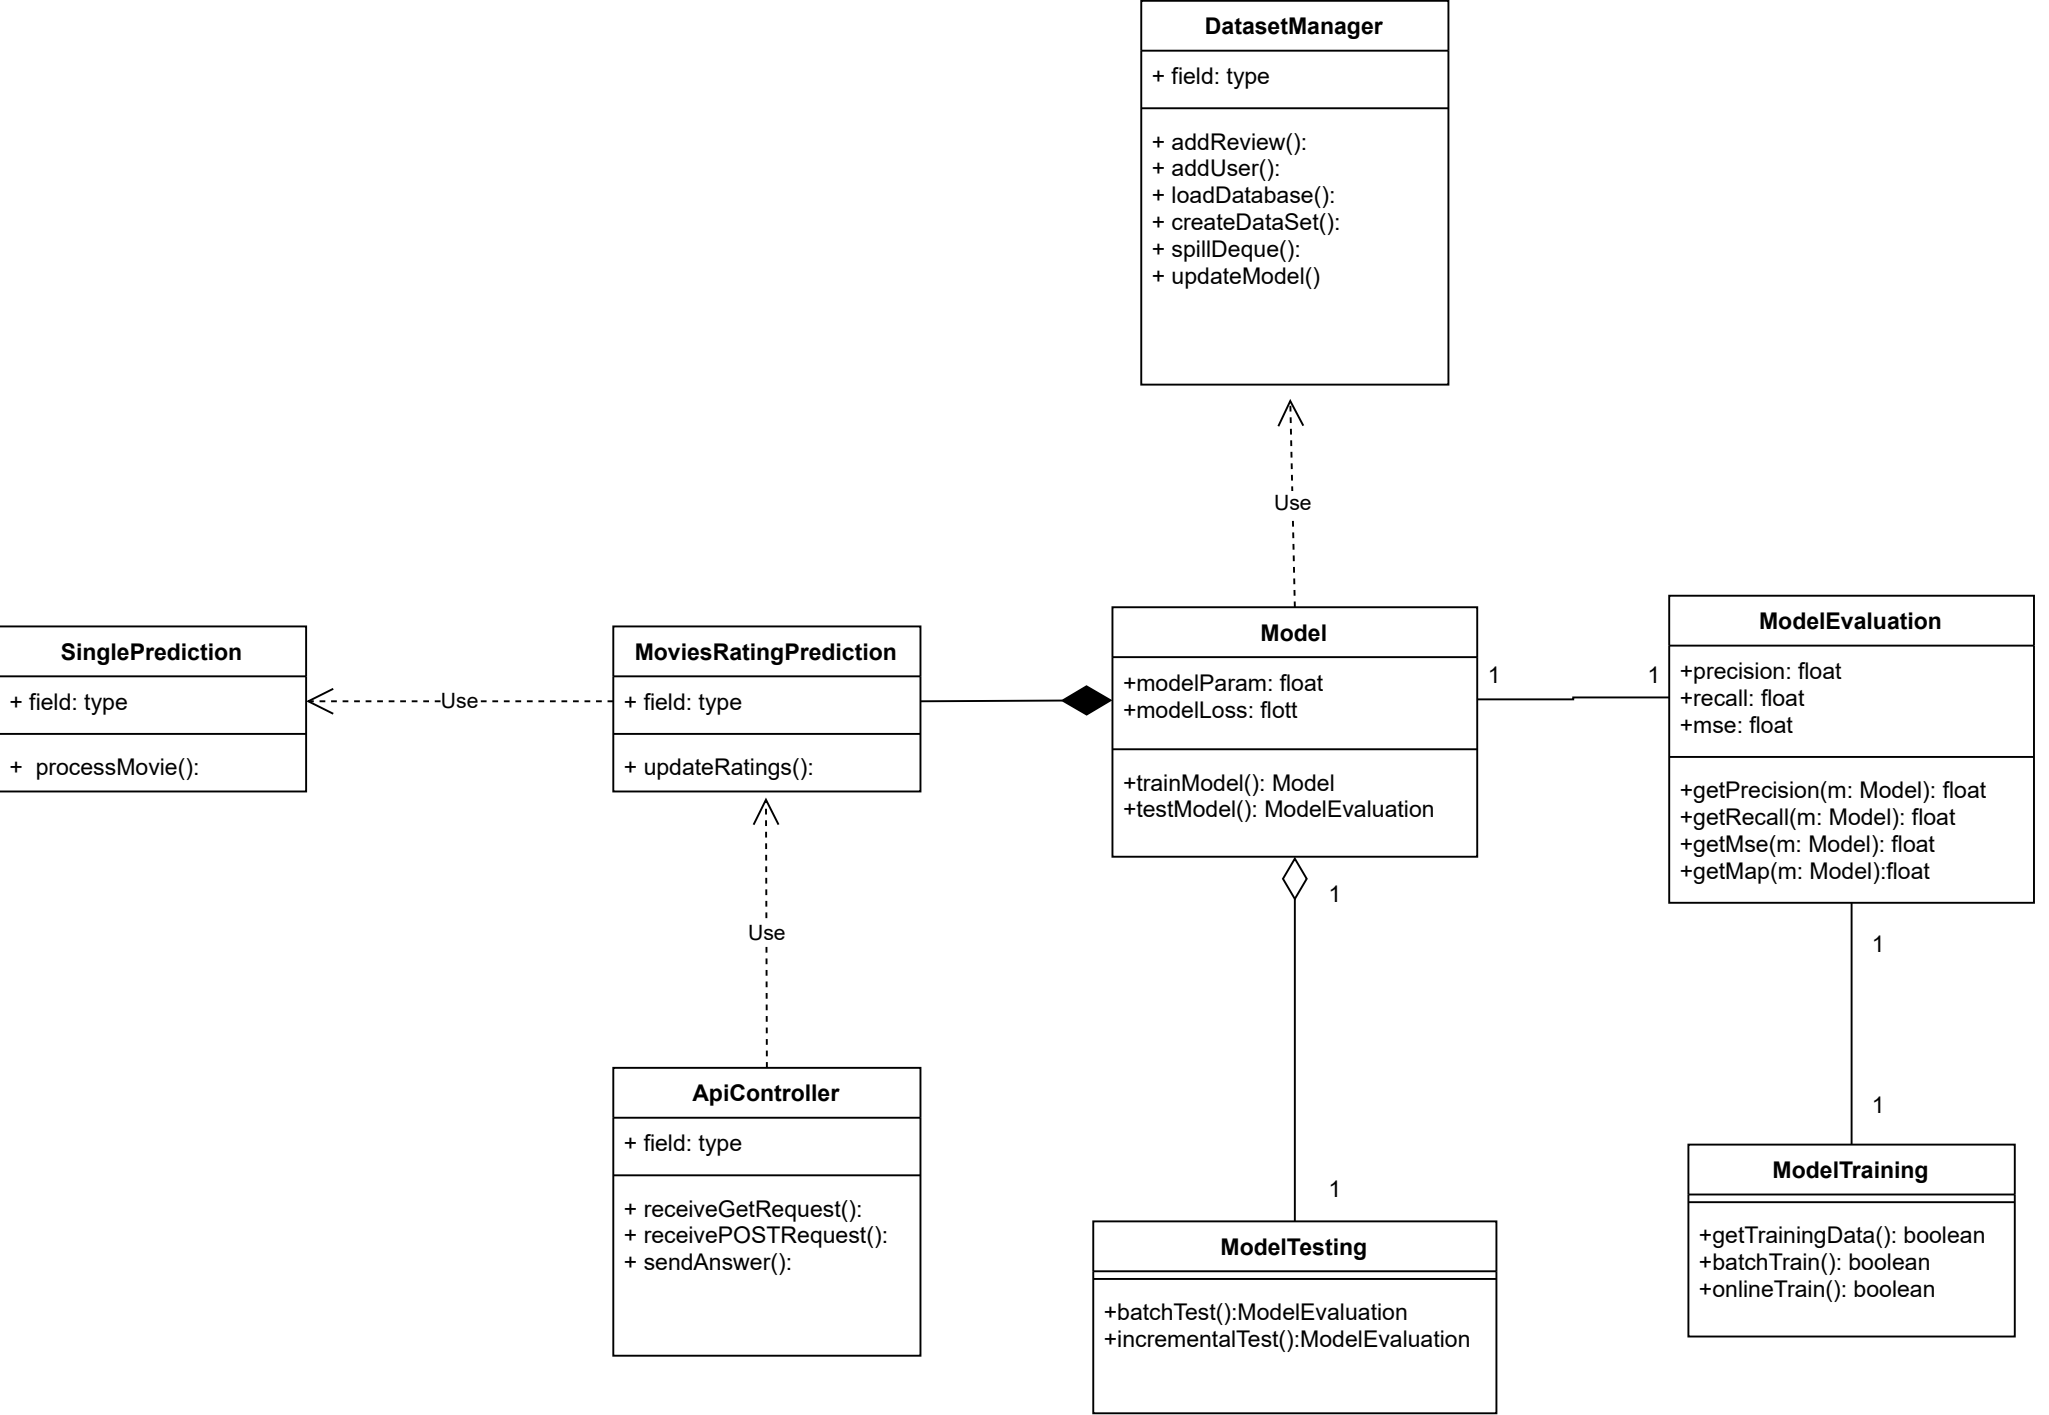 DatasetManager
+ field: type
+ addReview():
+ addUser():
+ loadDatabase():
+ createDataSet():
+ spillDeque():
+ updateModel()
Use
SinglePrediction
+ field: type
+  processMovie():
Use
MoviesRatingPrediction
+ field: type
+ updateRatings():
Model
+modelParam: float
+modelLoss: flott
+trainModel(): Model
+testModel(): ModelEvaluation
1
1
ModelEvaluation
+precision: float
+recall: float
+mse: float
+getPrecision(m: Model): float
+getRecall(m: Model): float
+getMse(m: Model): float
+getMap(m: Model):float
Use
1
1
1
1
ApiController
+ field: type
+ receiveGetRequest():
+ receivePOSTRequest():
+ sendAnswer():
ModelTesting
+batchTest():ModelEvaluation
+incrementalTest():ModelEvaluation
ModelTraining
+getTrainingData(): boolean
+batchTrain(): boolean
+onlineTrain(): boolean